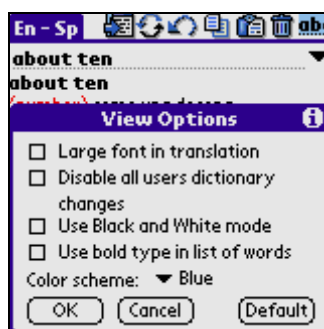 En - Sp
ab
about ten
about ten
View Options
Large font in translation
Disable all users dictionary
changes
Use Black and White mode
Use bold type in list of words
Color scheme: Blue
OK Cancel Default